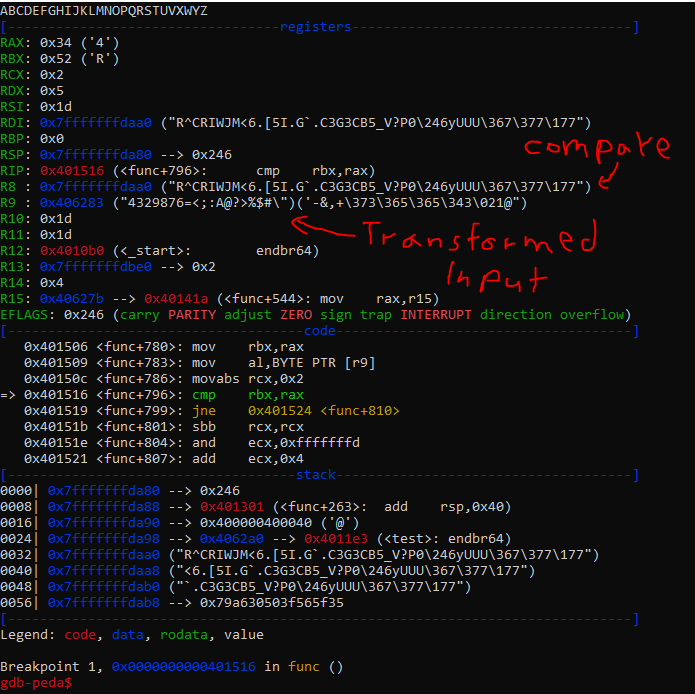 ABCDEFGHIJKLMNOPQRSTUVXWYZ
[----------------------------------registers-----------------------------------]
RAX: 0x34 ('4')
RBX: 0x52 ('R')
RCX: 0x2
RDX: 0x5
RSI: 0x1d
RDI: 0x7fffffffdaa0 ("R^CRIWJM<6.[5I.G`.C3G3CB5_V?P0\246yUUU\367\377\177")
RBP: 0x0
RSP: 0x7fffffffda80 --> 0x246
compare
RIP: 0x401516 (<func+796>: cmp rbx,rax)
R8 : 0x7fffffffdaa0 ("R^CRIWJM<6.[5I.G`.C3G3CB5_V?P0\246yUUU\367\377\177")
R9 : 0x406283 ("4329876=<;:A@?>%$#\")('-&,+\373\365\365\343\021@")
R10: 0x1d
R11: 0x1d
Transformed
R12: 0x4010b0 (<_start>: endbr64)
R13: 0x7fffffffdbe0 --> 0x2
Input
R14: 0x4
R15: 0x40627b --> 0x40141a (<func+544>: mov rax,r15)
EFLAGS: 0x246 (carry PARITY adjust ZERO sign trap INTERRUPT direction overflow)
[-------------------------------------code-------------------------------------]
0x401506 <func+780>: mov rbx,rax
0x401509 <func+783>: mov al,BYTE PTR [r9]
0x40150c <func+786>: movabs rcx,0x2
=> 0x401516 <func+796>: cmp rbx,rax
0x401519 <func+799>: jne 0x401524 <func+810>
0x40151b <func+801>: sbb rcx,rcx
0x40151e <func+804>: and ecx,0xfffffffd
0x401521 <func+807>: add ecx,0x4
[------------------------------------stack-------------------------------------]
0000| 0x7fffffffda80 --> 0x246
0008| 0x7fffffffda88 --> 0x401301 (<func+263>: add rsp,0x40)
0016| 0x7fffffffda90 --> 0x400000400040 ('@')
0024| 0x7fffffffda98 --> 0x4062a0 --> 0x4011e3 (<test>: endbr64)
0032| 0x7fffffffdaa0 ("R^CRIWJM<6.[5I.G`.C3G3CB5_V?P0\246yUUU\367\377\177")
0040| 0x7fffffffdaa8 ("<6.[5I.G`.C3G3CB5_V?P0\246yUUU\367\377\177")
0048| 0x7fffffffdab0 ("`.C3G3CB5_V?P0\246yUUU\367\377\177")
0056| 0x7fffffffdab8 --> 0x79a630503f565f35
[------------------------------------------------------------------------------]
Legend: code, data, rodata, value
Breakpoint 1, 0x0000000000401516 in func ()
gdb-peda$